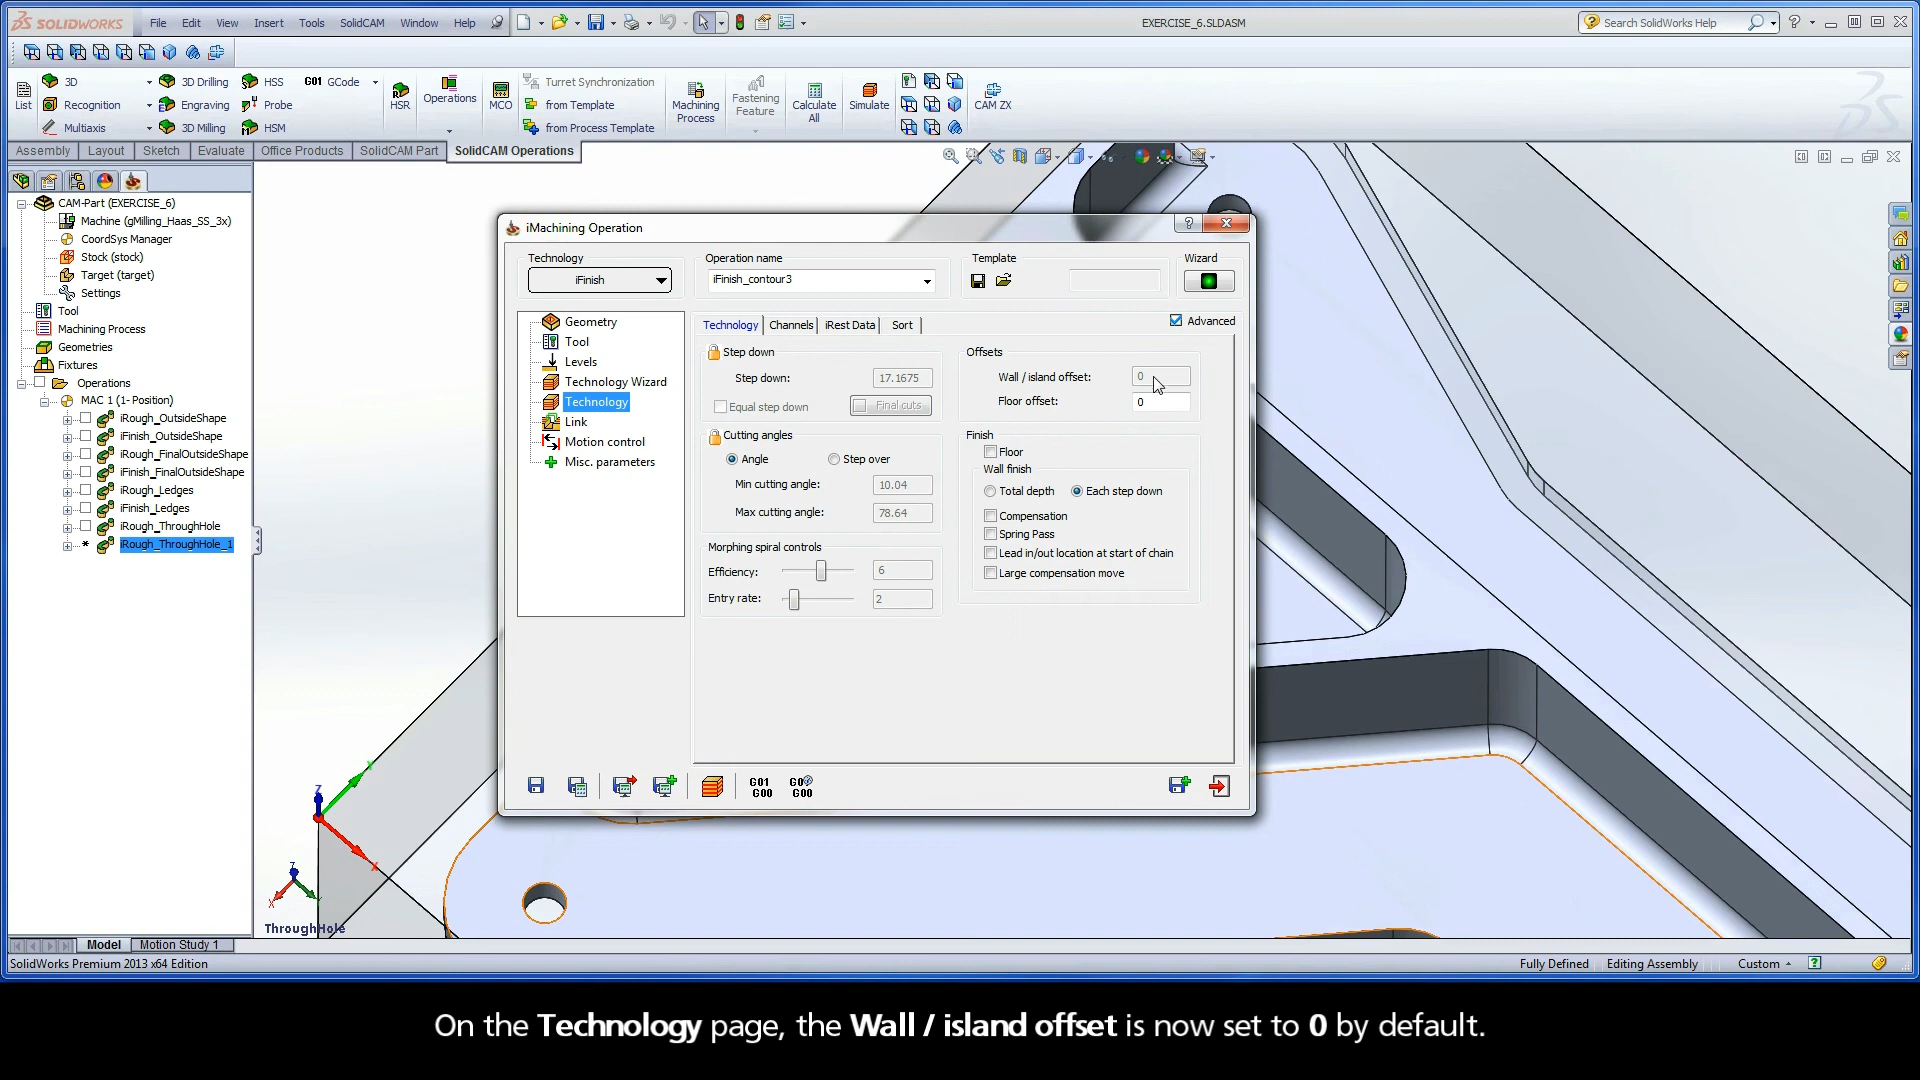 SOLIDWORKS File Edit View Insert Tools SolidCAM Window Help EXERCISE_6.SLDASM Search SolidWorks Help
3D 3D Drilling HSS G01 GCode Turret Synchronization
List Recognition Engraving Probe HSR Operations MCO from Template Machining Process Fastening Feature Calculate All Simulate CAM ZX
Multiaxis 3D Milling HSM from Process Template
Assembly Layout Sketch Evaluate Office Products SolidCAM Part SolidCAM Operations
CAM-Part (EXERCISE_6)
Machine (gMilling_Haas_SS_3x)
CoordSys Manager
Stock (stock)
Target (target)
Settings
Tool
Machining Process
Geometries
Fixtures
Operations
MAC 1 (1- Position)
iRough_OutsideShape
iFinish_OutsideShape
iRough_FinalOutsideShape
iFinish_FinalOutsideShape
iRough_Ledges
iFinish_Ledges
iRough_ThroughHole
iRough_ThroughHole_1
iMachining Operation
Technology Operation name Template Wizard
iFinish iFinish_contour3
Geometry
Tool
Levels
Technology Wizard
Technology
Link
Motion control
Misc. parameters
Technology Channels iRest Data Sort Advanced
Step down
Step down: 17.1675
Equal step down Final cuts
Cutting angles
Angle Step over
Min cutting angle: 10.04
Max cutting angle: 78.64
Morphing spiral controls
Efficiency: 6
Entry rate: 2
Offsets
Wall / island offset: 0
Floor offset: 0
Finish
Floor
Wall finish
Total depth Each step down
Compensation
Spring Pass
Lead in/out location at start of chain
Large compensation move
G01 G00
G00 G00
Z
X
Z
X
ThroughHole
Model Motion Study 1
SolidWorks Premium 2013 x64 Edition Fully Defined Editing Assembly Custom
On the Technology page, the Wall / island offset is now set to 0 by default.